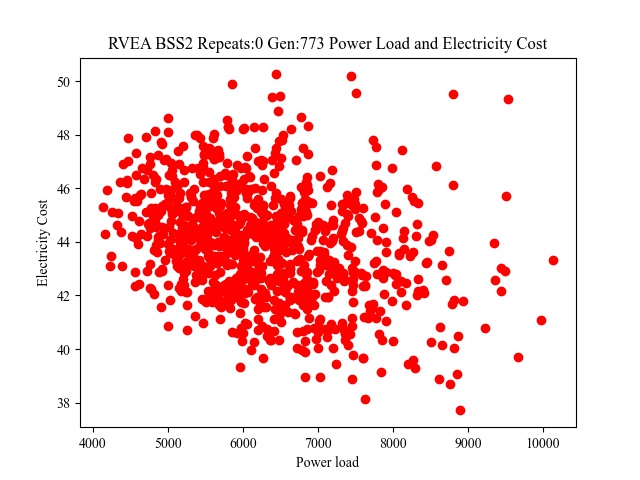 RVEA BSS2 Repeats:0 Gen:773 Power Load and Electricity Cost
50
48
46
44
42
40
38
Electricity Cost
4000 5000 6000 7000 8000 9000 10000
Power load